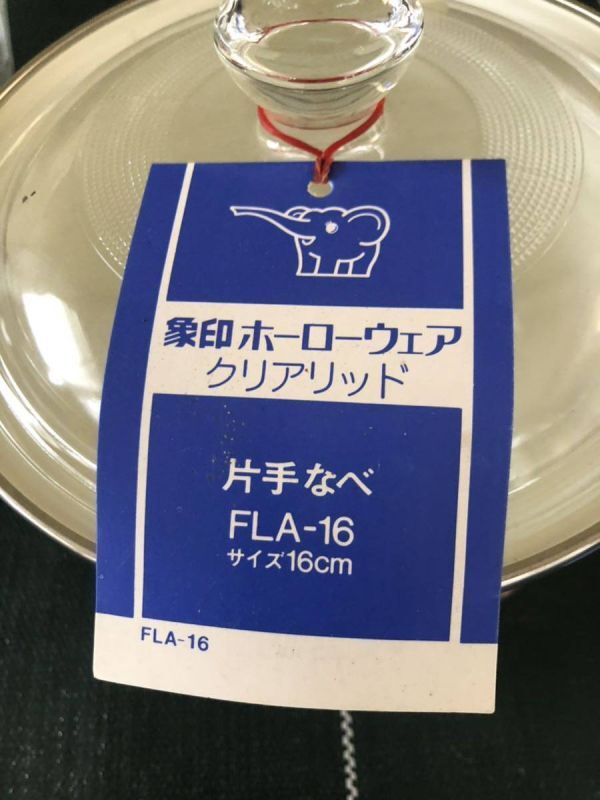 象印ホーローウェア
クリアリッド
片手なべ
FLA-16
サイズ16cm
FLA-16